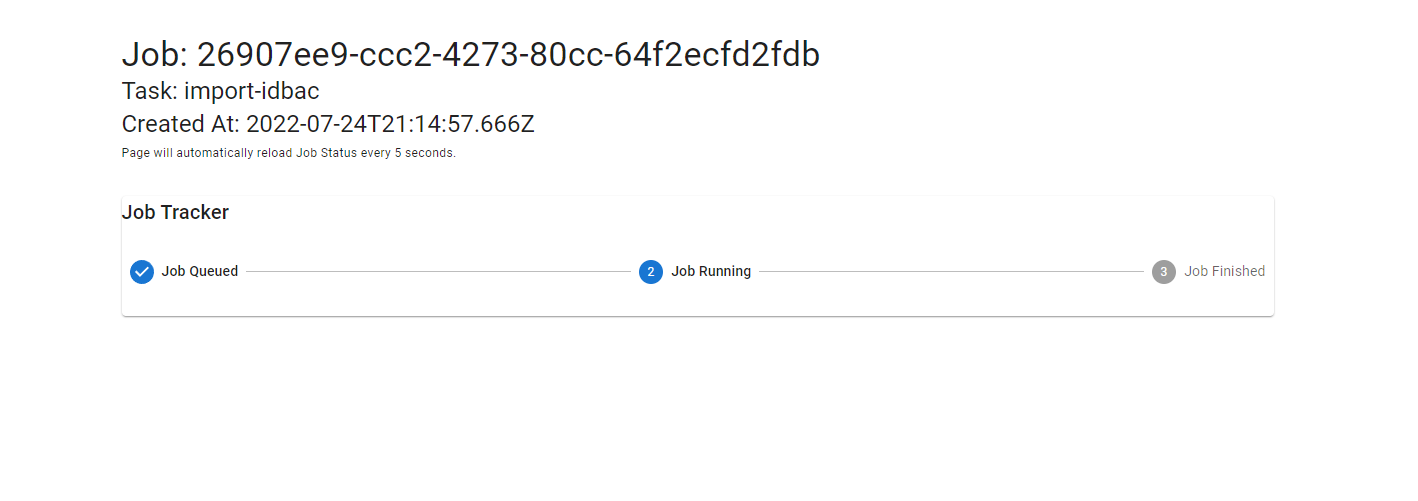 Job: 26907ee9-ccc2-4273-80cc-64f2ecfd2fdb
Task: import-idbac
Created At: 2022-07-24T21:14:57.666Z
Page will automatically reload Job Status every 5 seconds.
Job Tracker
Job Queued 2 Job Running 3 Job Finished